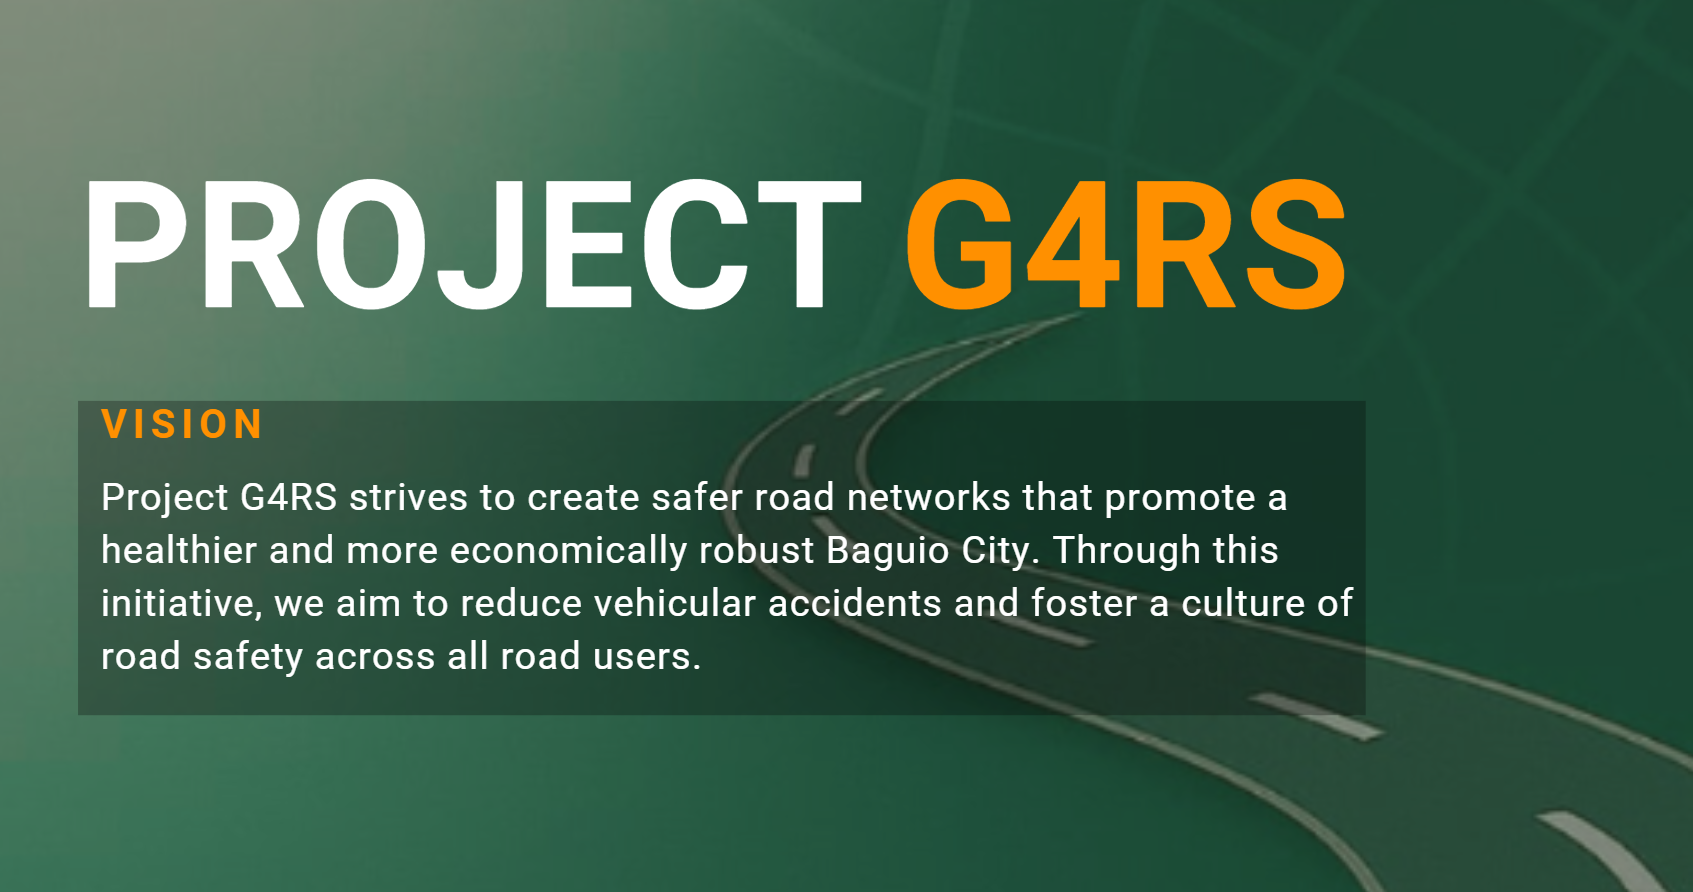 PROJECT G4RS
VISION
Project G4RS strives to create safer road networks that promote a
healthier and more economically robust Baguio City. Through this
initiative, we aim to reduce vehicular accidents and foster a culture of
road safety across all road users.